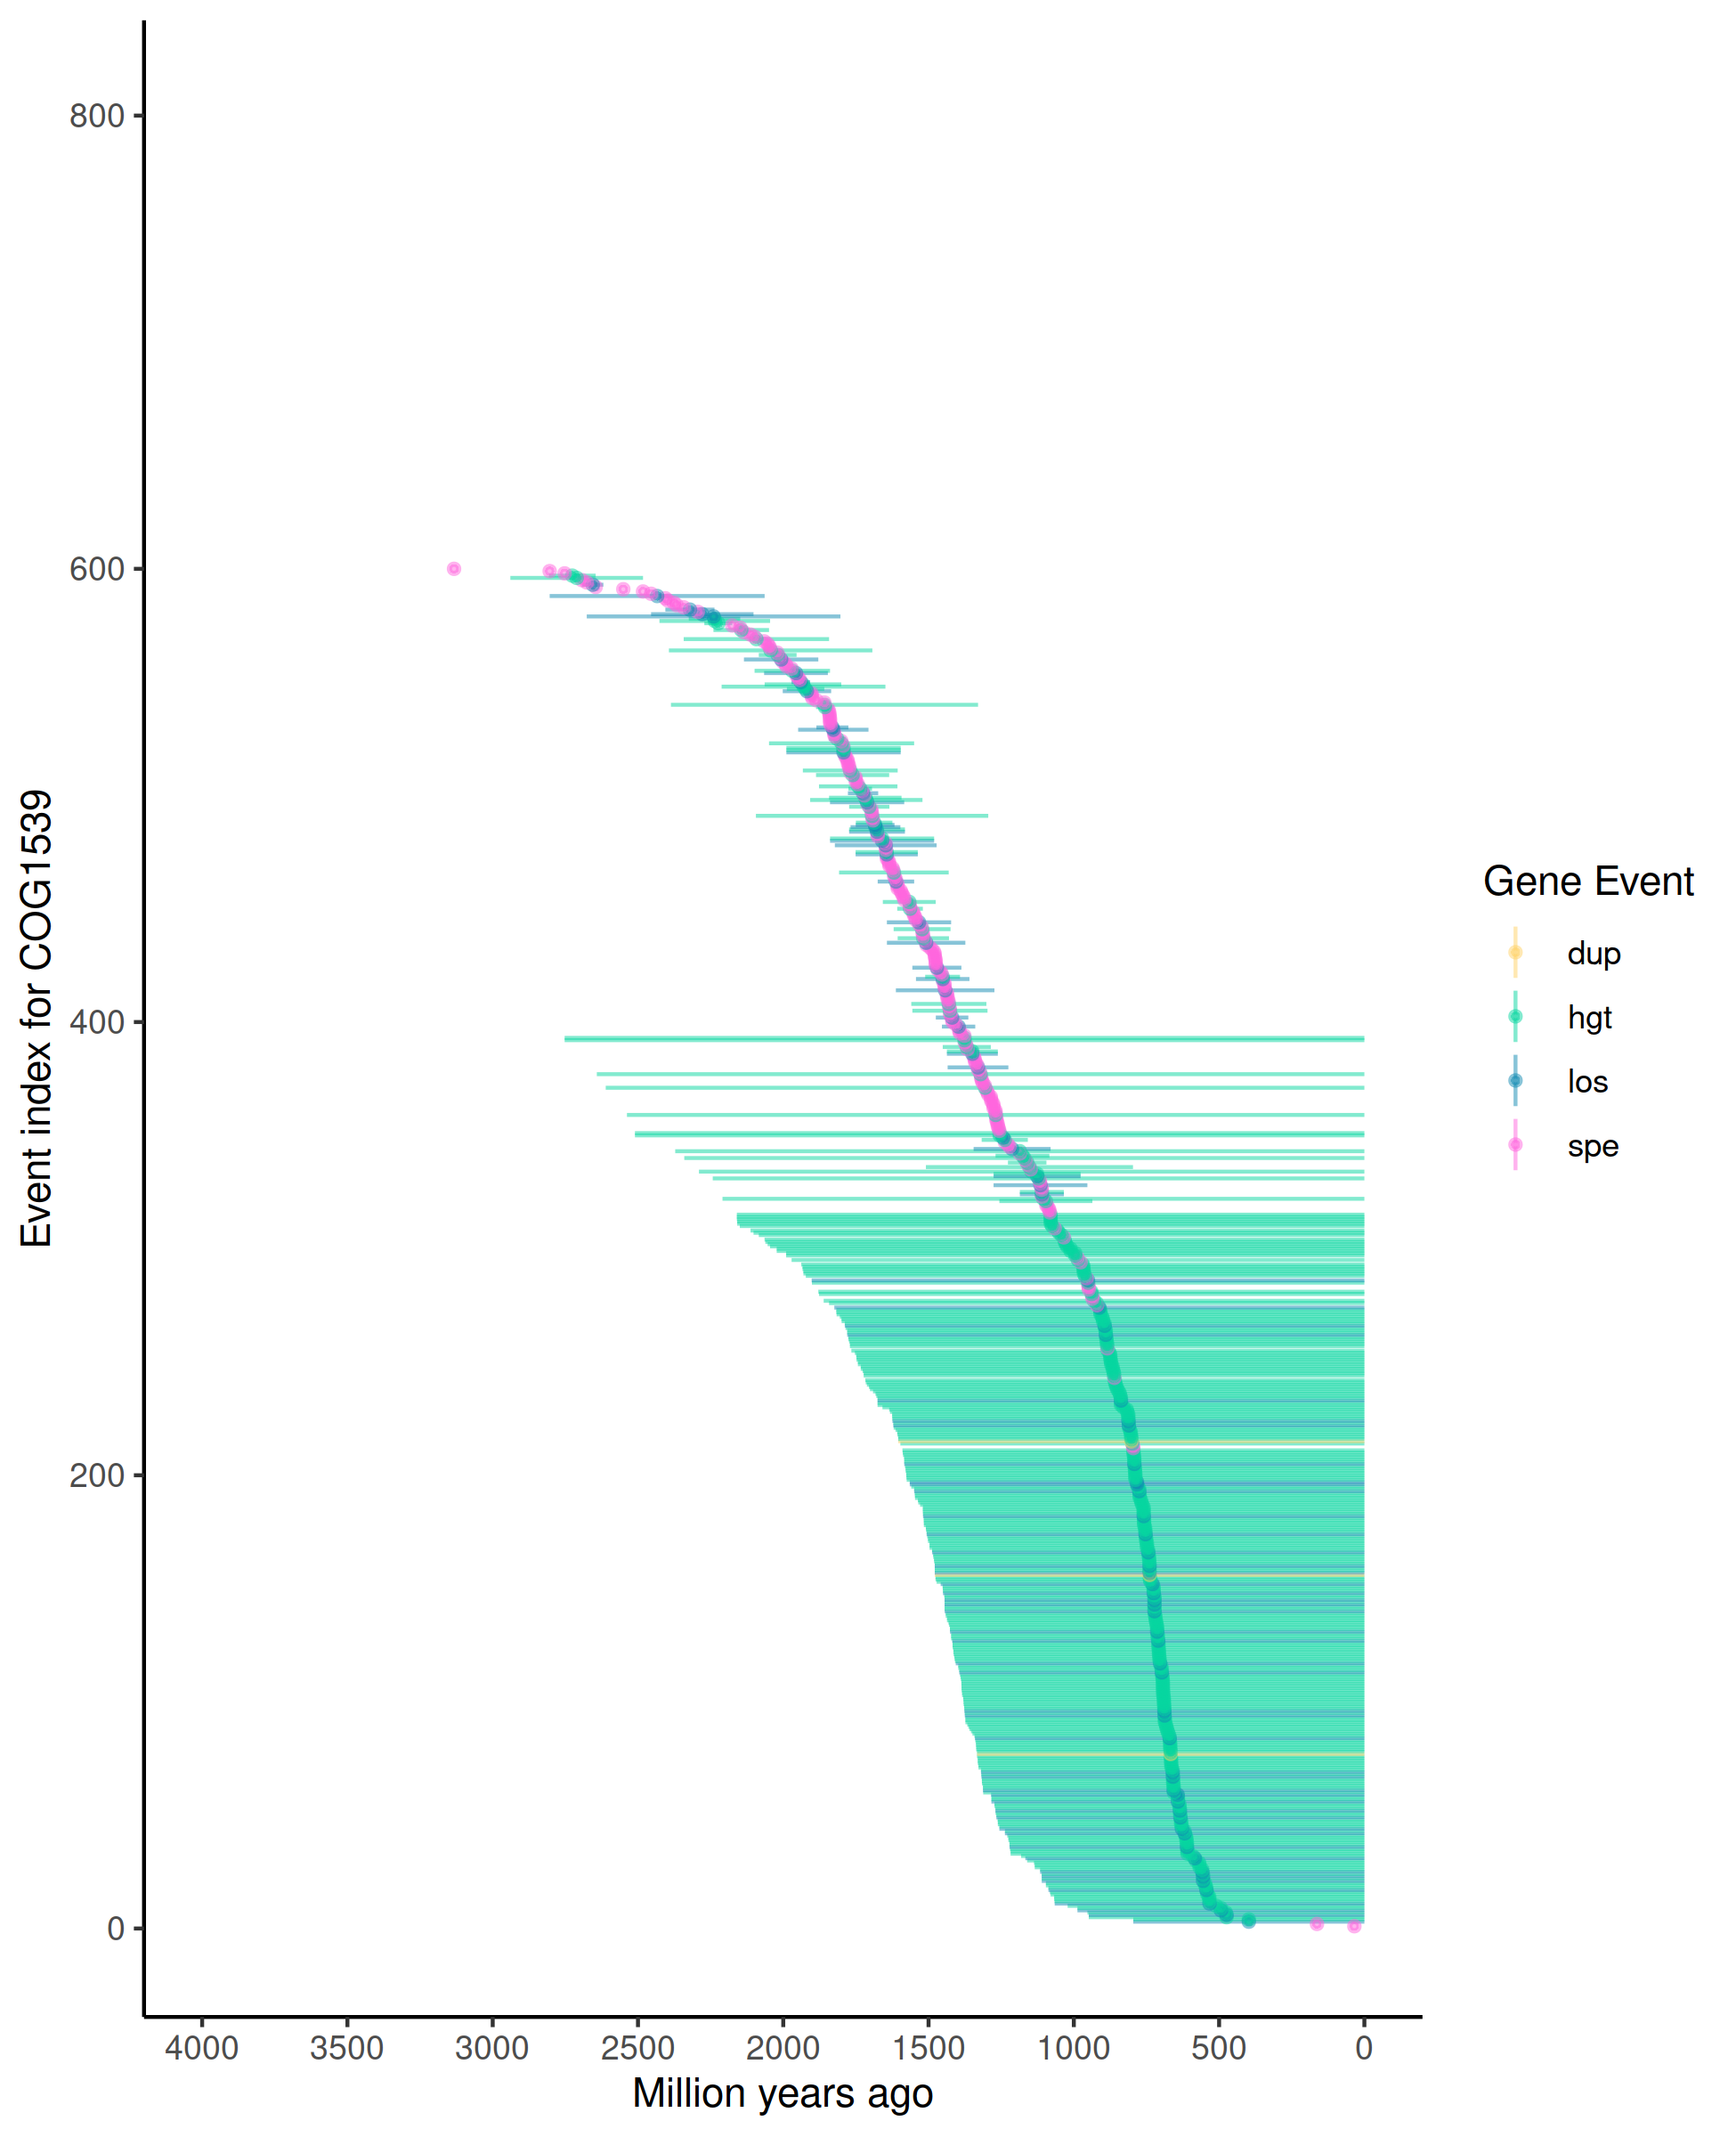 800
600
400
200
0
Event index for COG1539
4000 3500 3000 2500 2000 1500 1000 500 0
Million years ago
Gene Event
dup
hgt
los
spe